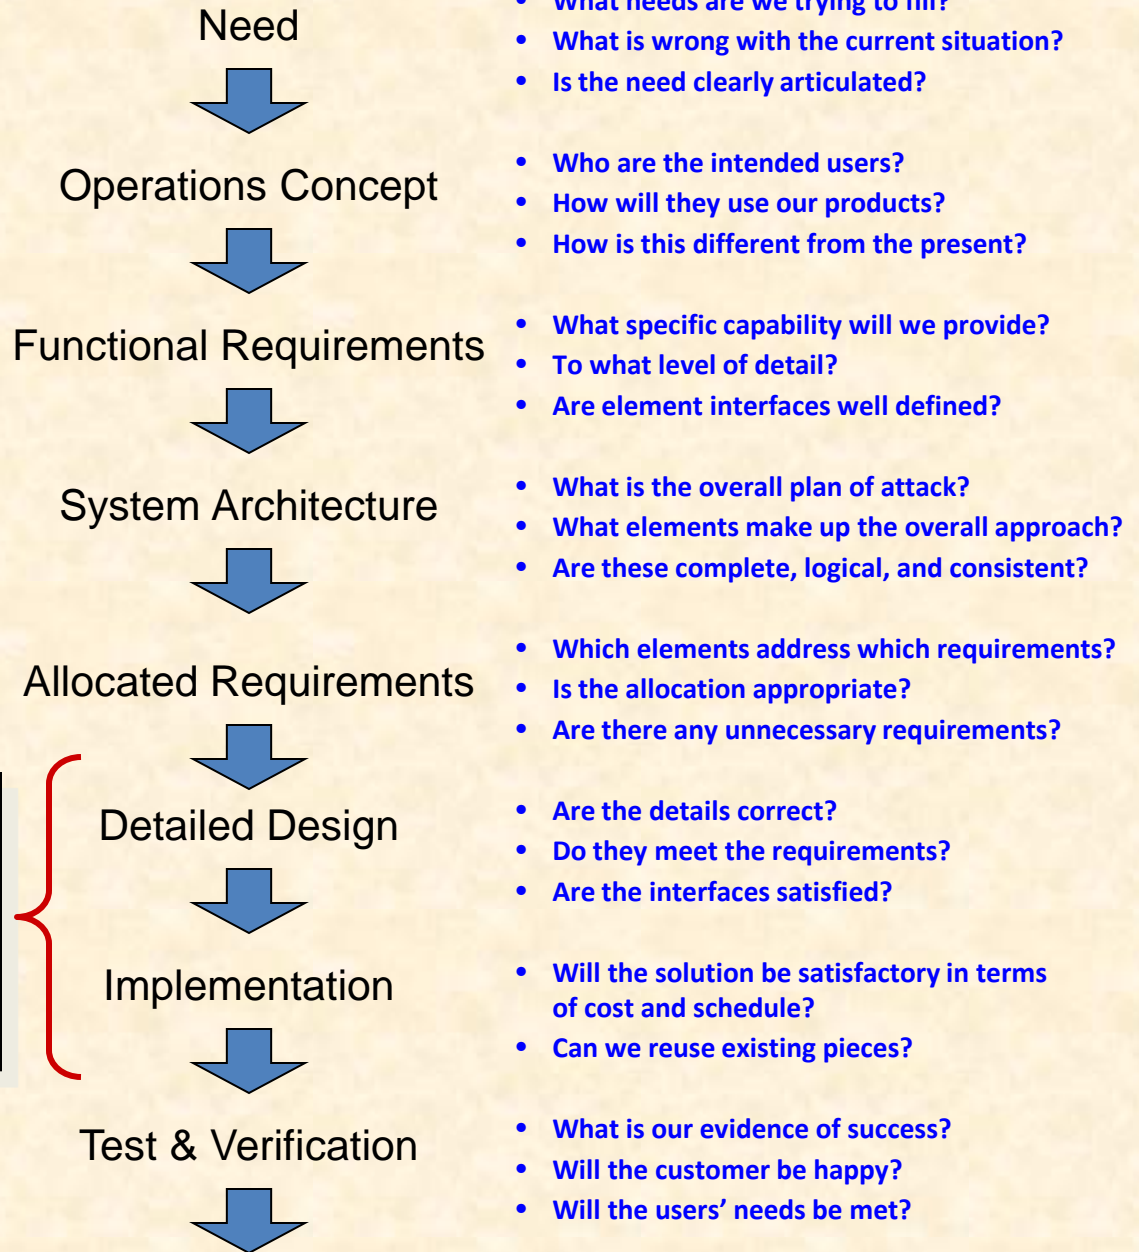 • What needs are we trying to fill?
Need
• What is wrong with the current situation?
• Is the need clearly articulated?
• Who are the intended users?
Operations Concept
• How will they use our products?
• How is this different from the present?
• What specific capability will we provide?
Functional Requirements
• To what level of detail?
• Are element interfaces well defined?
• What is the overall plan of attack?
System Architecture
• What elements make up the overall approach?
• Are these complete, logical, and consistent?
• Which elements address which requirements?
Allocated Requirements
• Is the allocation appropriate?
• Are there any unnecessary requirements?
• Are the details correct?
Detailed Design
• Do they meet the requirements?
• Are the interfaces satisfied?
• Will the solution be satisfactory in terms
of cost and schedule?
Implementation
• Can we reuse existing pieces?
• What is our evidence of success?
Test & Verification
• Will the customer be happy?
• Will the users’ needs be met?